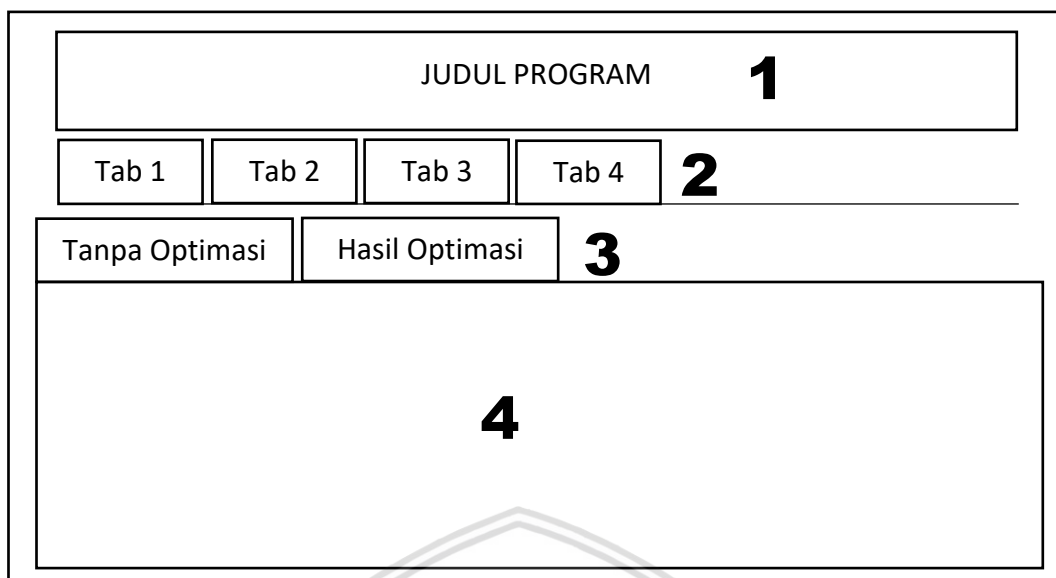 JUDUL PROGRAM 1
Tab 1 Tab 2 Tab 3 Tab 4 2
Tanpa Optimasi Hasil Optimasi 3
4